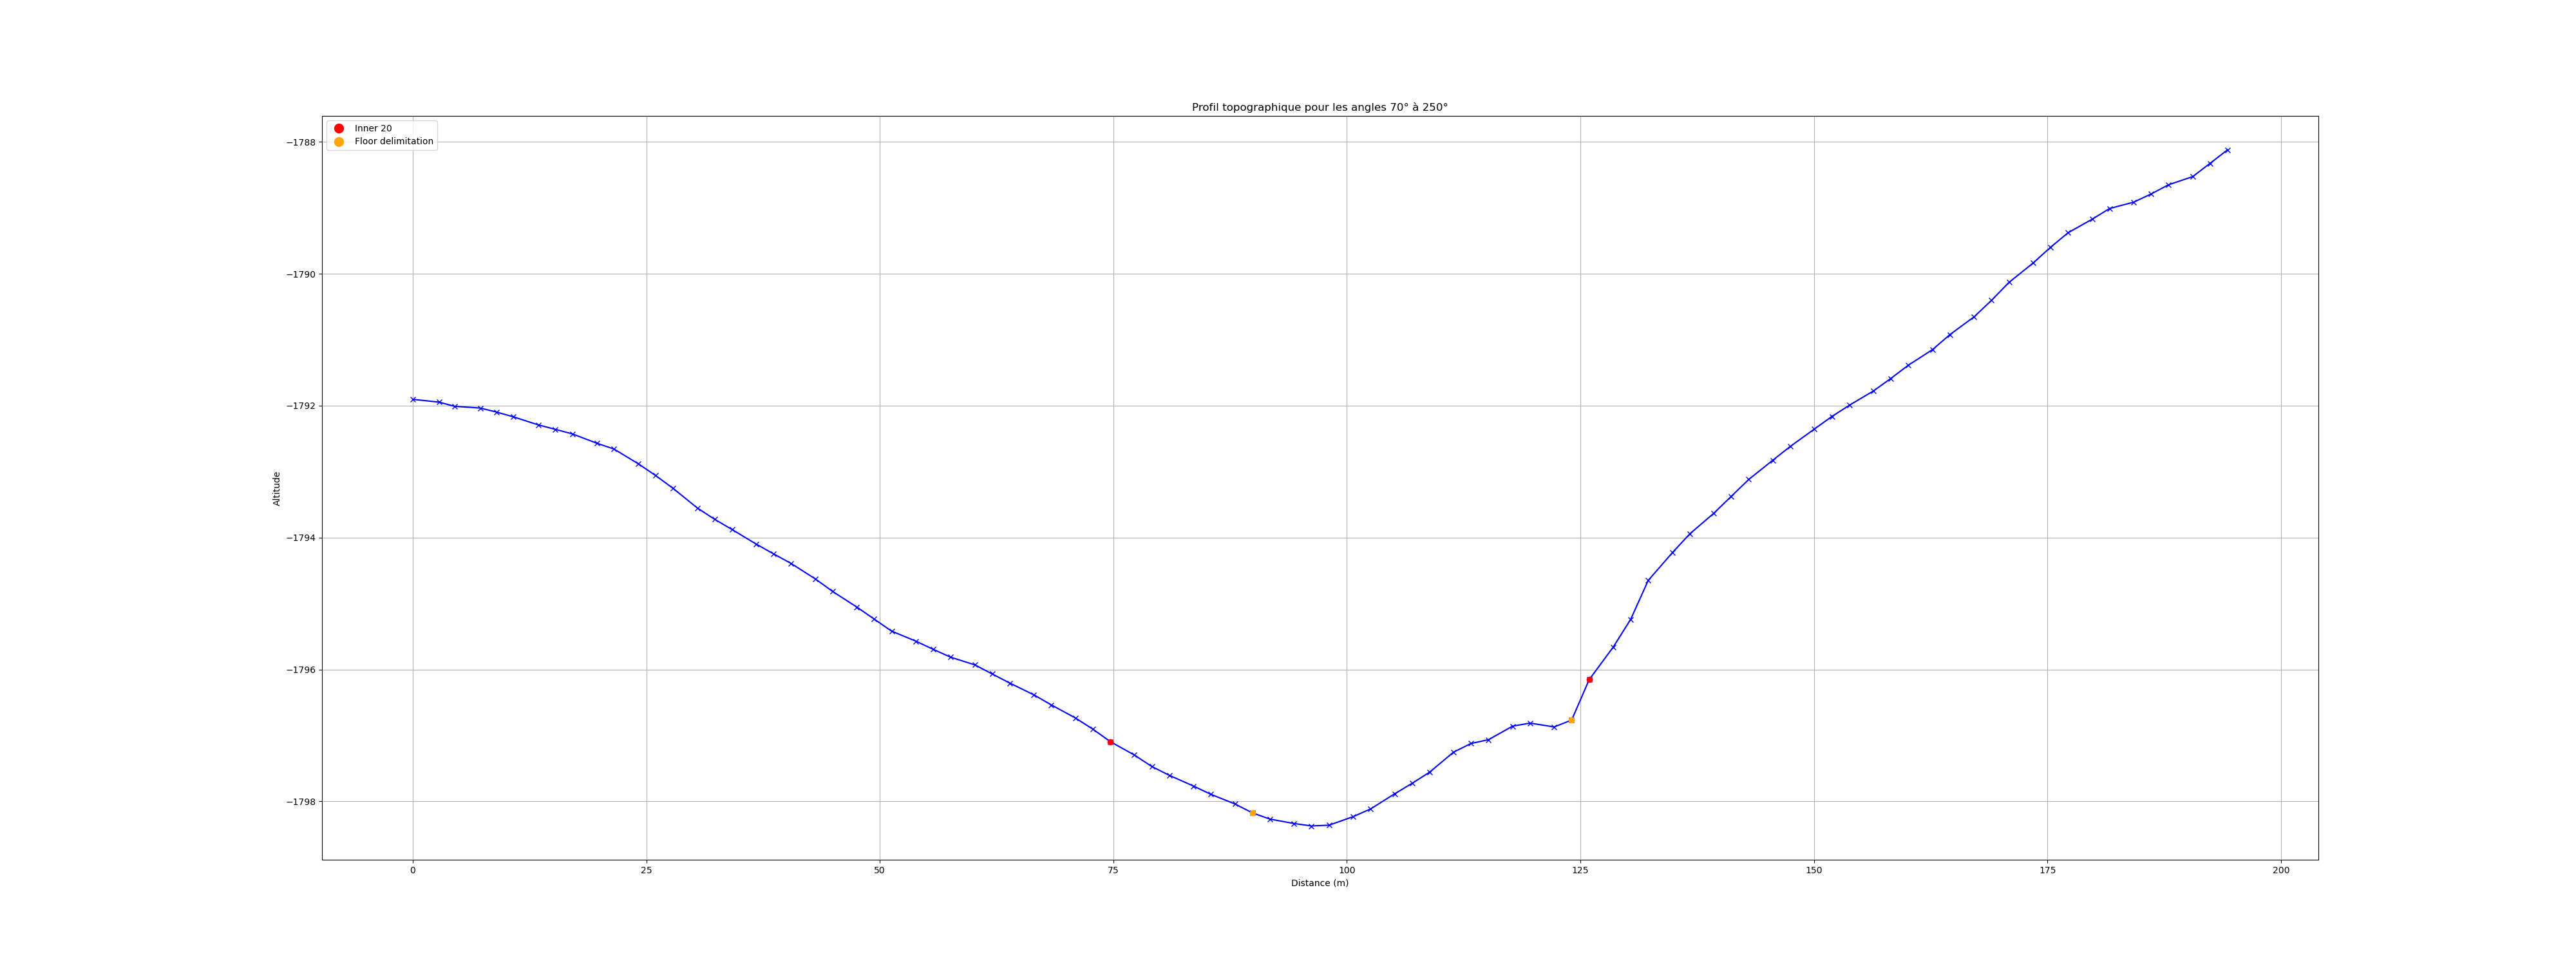 Profil topographique pour les angles 70° à 250°
Inner 20
Floor delimitation
−1788
−1790
−1792
−1794
−1796
−1798
Altitude
0 25 50 75 100 125 150 175 200
Distance (m)